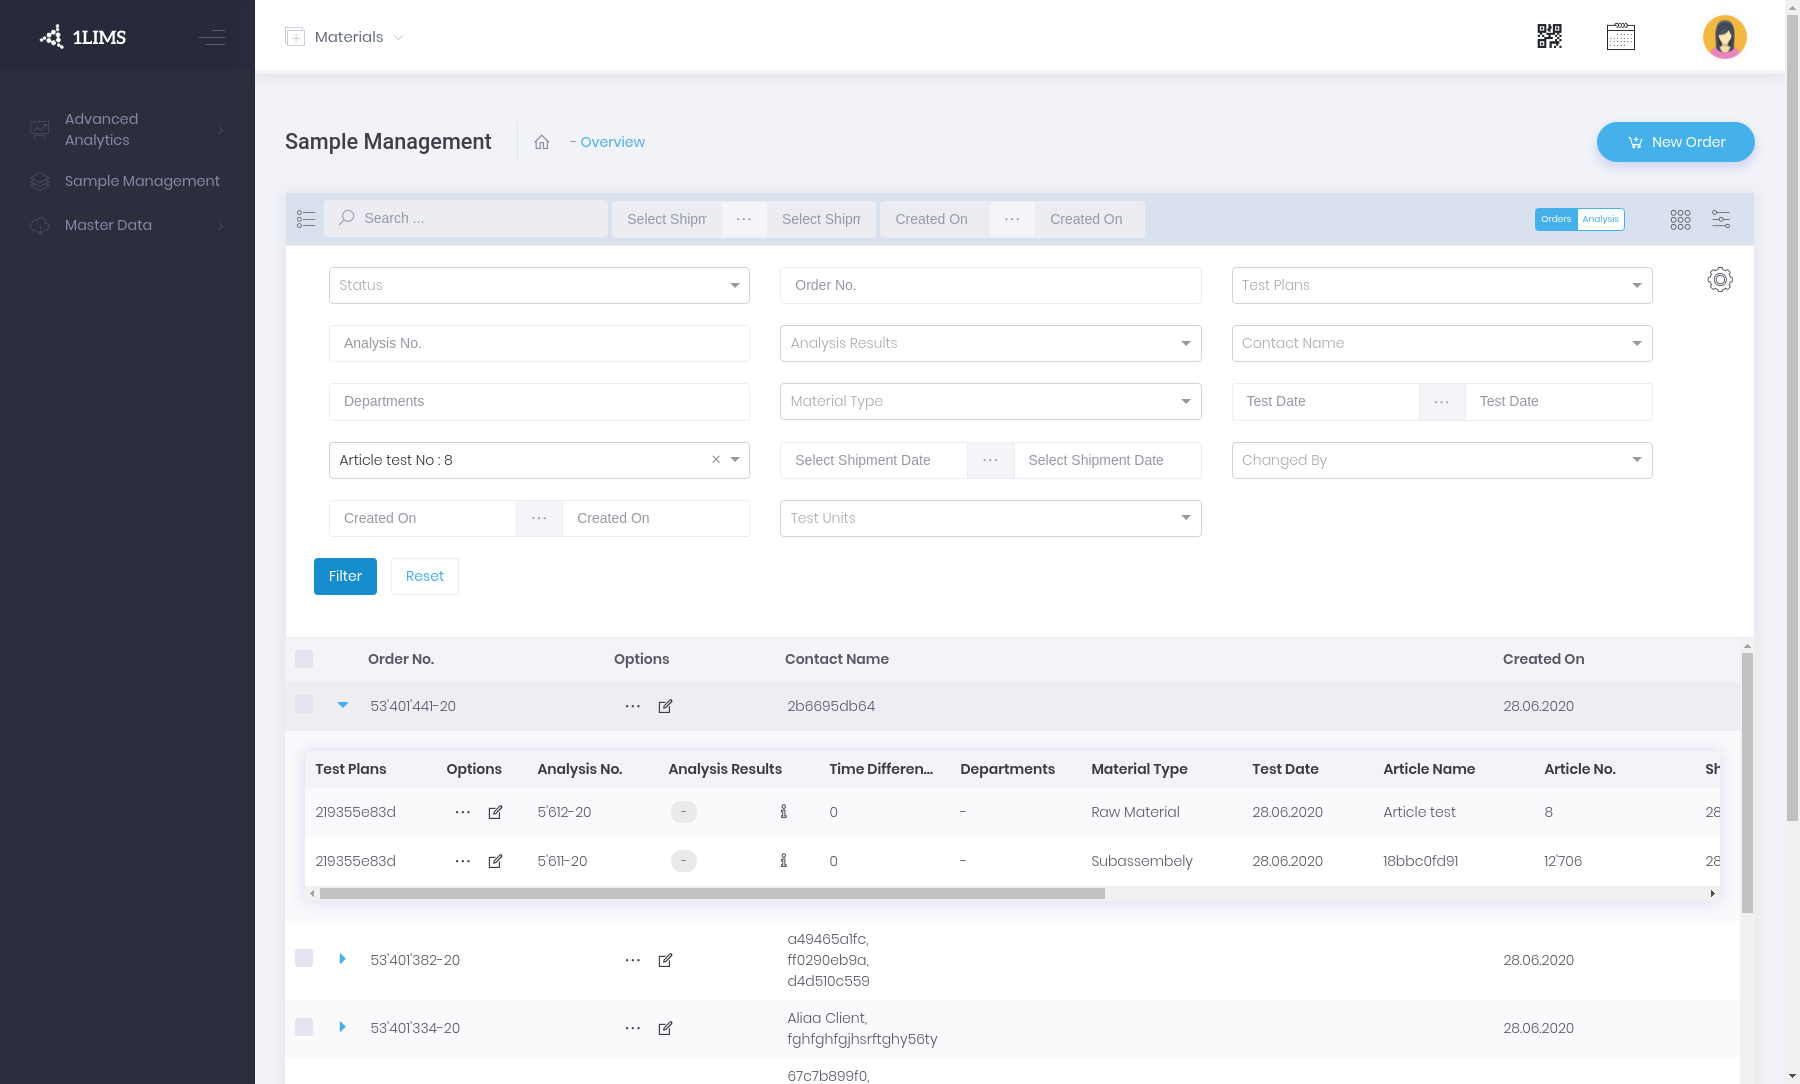 1LIMS
Materials
Advanced
Analytics
Sample Management
Master Data
Sample Management
- Overview
New Order
Search ...
Select Shipm
...
Select Shipm
Created On
...
Created On
Orders
Analysis
Status
Order No.
Test Plans
Analysis No.
Analysis Results
Contact Name
Departments
Material Type
Test Date
...
Test Date
Article test No : 8
×
Select Shipment Date
...
Select Shipment Date
Changed By
Created On
...
Created On
Test Units
Filter
Reset
Order No. Options Contact Name Created On
53'401'441-20 ... 2b6695db64 28.06.2020
Test Plans Options Analysis No. Analysis Results Time Differen... Departments Material Type Test Date Article Name Article No. Sh
219355e83d ... 5'612-20 - 0 - Raw Material 28.06.2020 Article test 8 28
219355e83d ... 5'611-20 - 0 - Subassembely 28.06.2020 18bbc0fd91 12'706 28
a49465a1fc,
53'401'382-20 ... ff0290eb9a, 28.06.2020
d4d510c559
Aliaa Client,
53'401'334-20 ... 28.06.2020
fghfghfgjhsrftghy56ty
67c7b899f0,